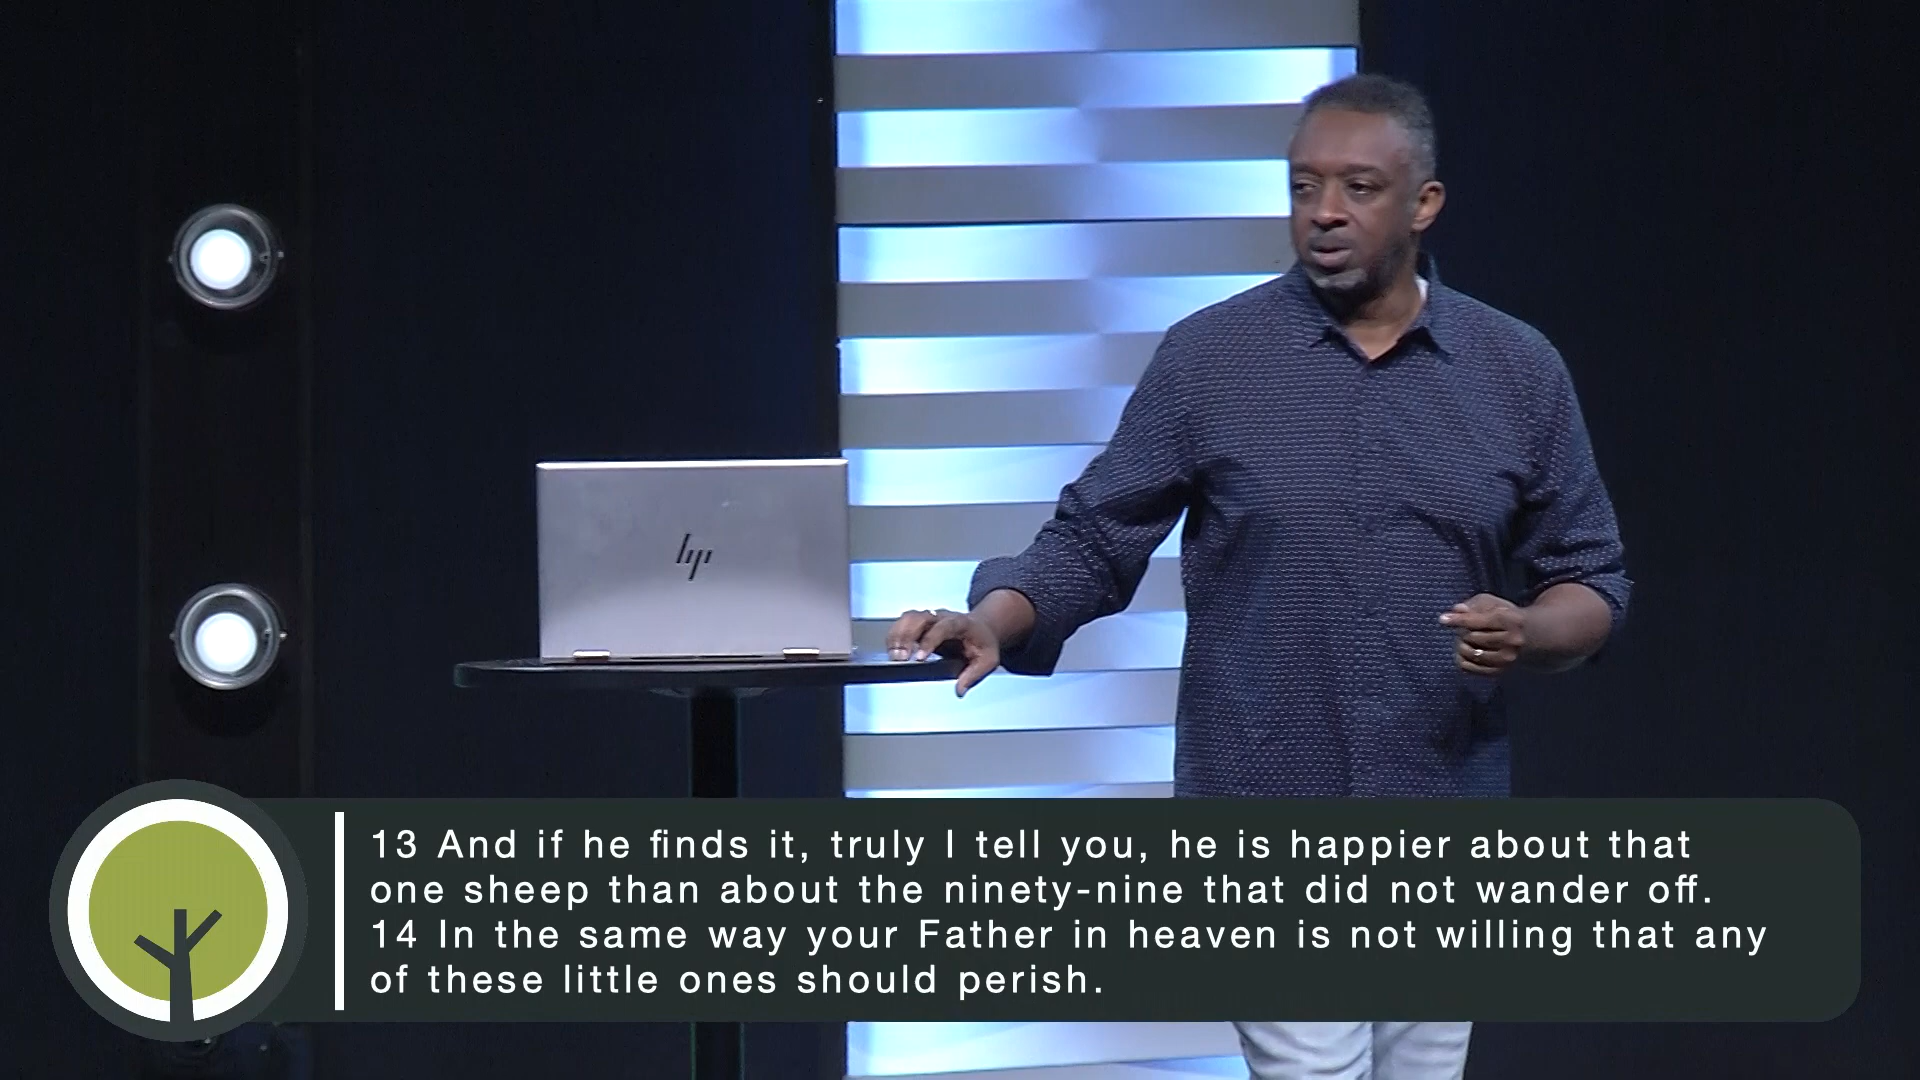 hp
13 And if he finds it, truly I tell you, he is happier about that
one sheep than about the ninety-nine that did not wander off.
14 In the same way your Father in heaven is not willing that any
of these little ones should perish.